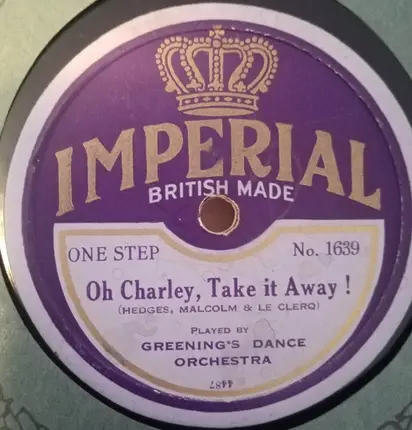 IMPERIAL
BRITISH MADE
ONE STEP No. 1639
Oh Charley, Take it Away !
(HEDGES, MALCOLM & LE CLERQ)
PLAYED BY
GREENING'S DANCE
ORCHESTRA
4487